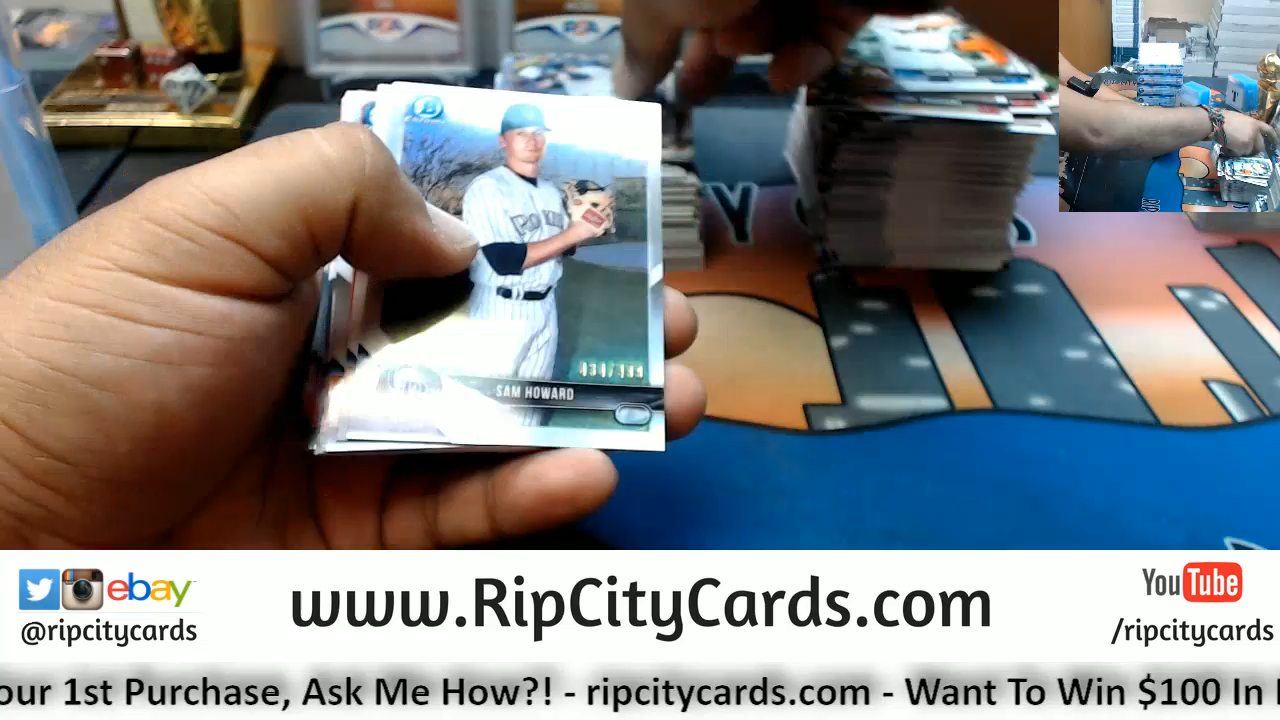 SAM HOWARD
ebay
@ripcitycards
www.RipCityCards.com
YouTube
/ripcitycards
our 1st Purchase, Ask Me How?! - ripcitycards.com - Want To Win $100 In